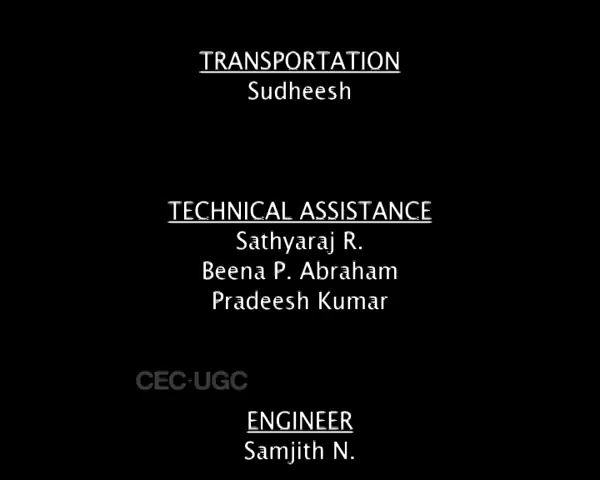 TRANSPORTATION
Sudheesh
TECHNICAL ASSISTANCE
Sathyaraj R.
Beena P. Abraham
Pradeesh Kumar
CEC-UGC
ENGINEER
Samjith N.